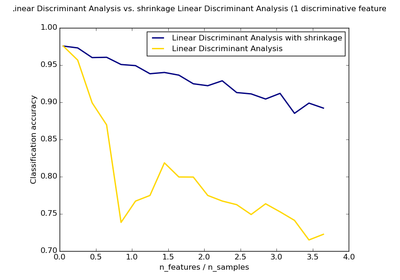 .inear Discriminant Analysis vs. shrinkage Linear Discriminant Analysis (1 discriminative feature
Linear Discriminant Analysis with shrinkage
Linear Discriminant Analysis
1.00
0.95
0.90
0.85
0.80
0.75
0.70
Classification accuracy
0.0 0.5 1.0 1.5 2.0 2.5 3.0 3.5 4.0
n_features / n_samples